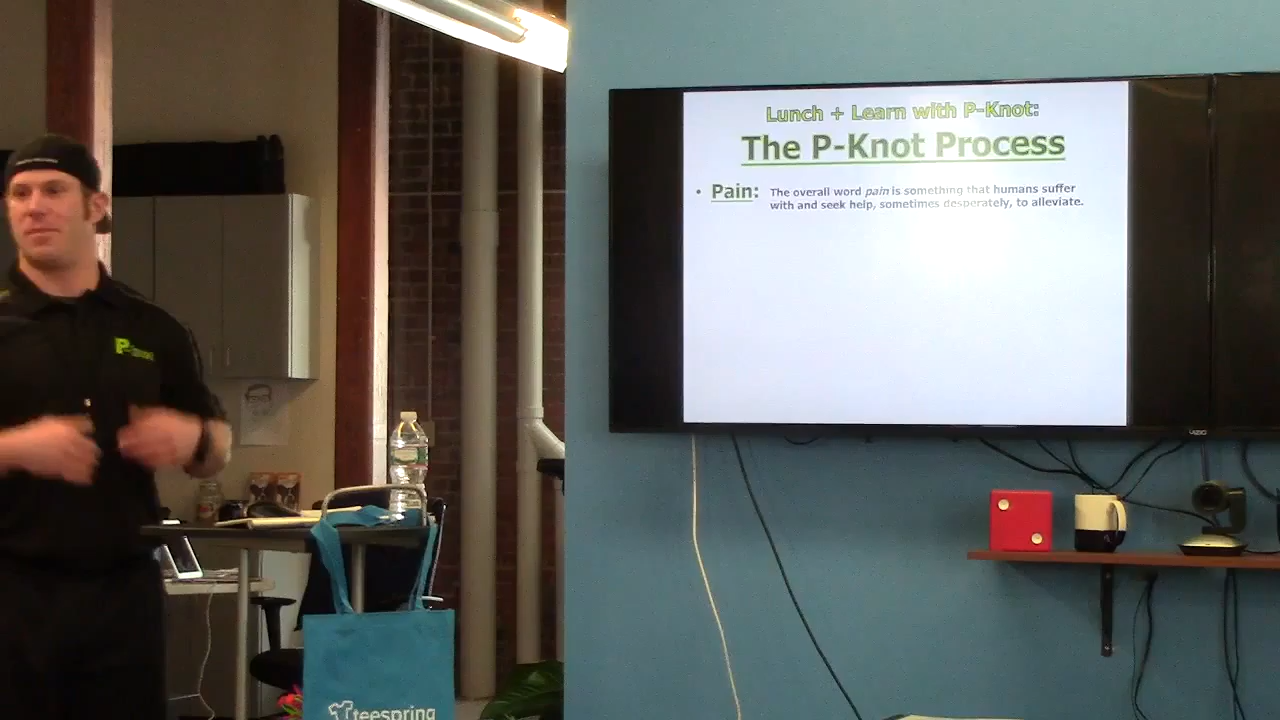 Lunch + Learn with P-Knot:
The P-Knot Process
• Pain: The overall word pain is something that humans suffer
with and seek help, sometimes desperately, to alleviate.
VIZIO
teespring